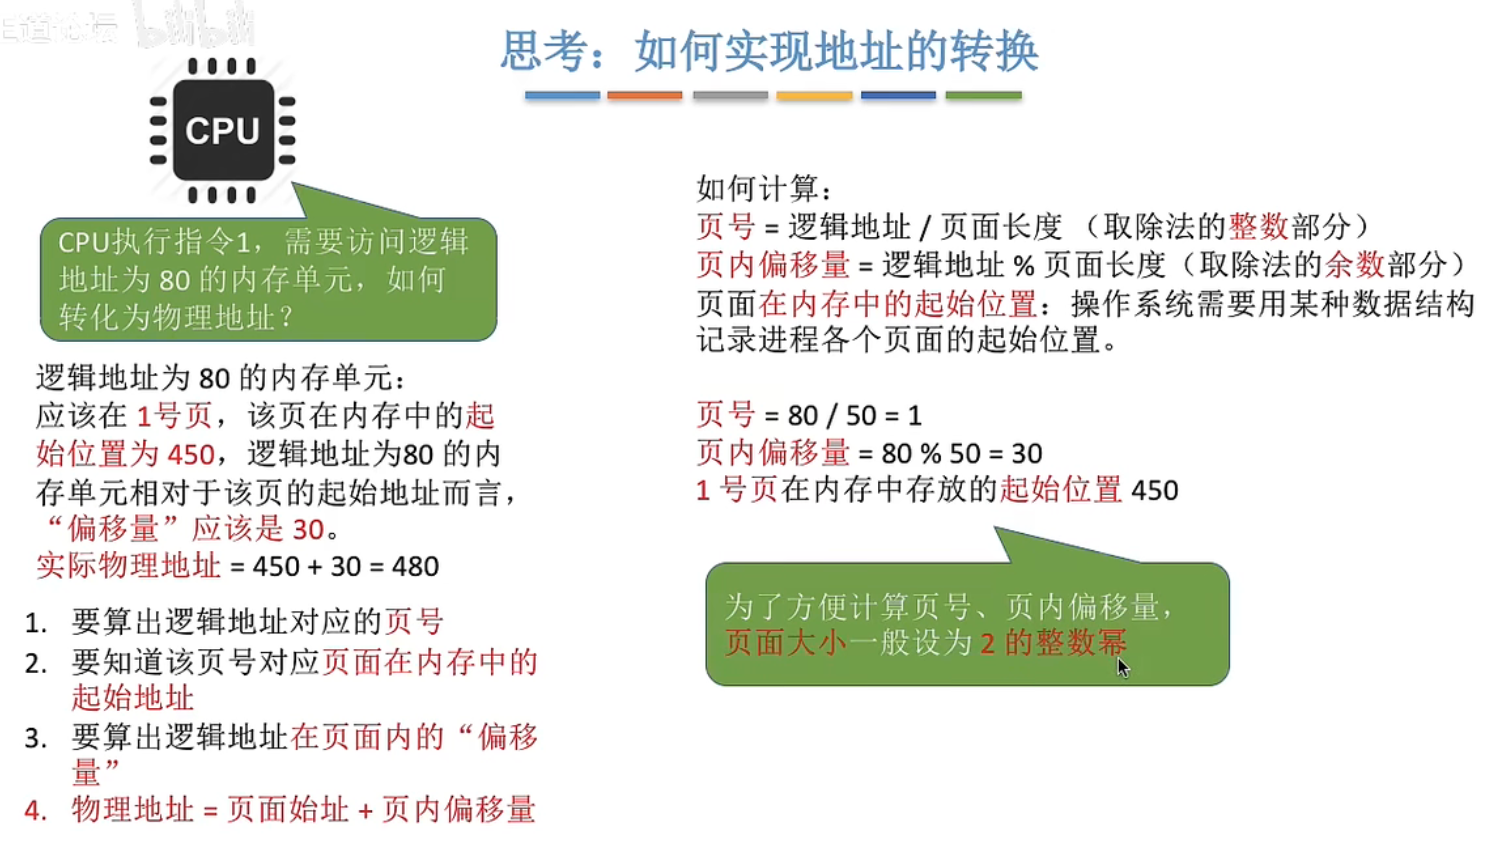 王道论坛 bilibili
思考：如何实现地址的转换
CPU
CPU执行指令1，需要访问逻辑
地址为 80 的内存单元，如何
转化为物理地址？
逻辑地址为 80 的内存单元：
应该在 1号页，该页在内存中的起
始位置为 450，逻辑地址为80 的内
存单元相对于该页的起始地址而言，
“偏移量”应该是 30。
实际物理地址 = 450 + 30 = 480
1. 要算出逻辑地址对应的页号
2. 要知道该页号对应页面在内存中的
起始地址
3. 要算出逻辑地址在页面内的“偏移
量”
4. 物理地址 = 页面始址 + 页内偏移量
如何计算：
页号 = 逻辑地址 / 页面长度 （取除法的整数部分）
页内偏移量 = 逻辑地址 % 页面长度（取除法的余数部分）
页面在内存中的起始位置：操作系统需要用某种数据结构
记录进程各个页面的起始位置。
页号 = 80 / 50 = 1
页内偏移量 = 80 % 50 = 30
1 号页在内存中存放的起始位置 450
为了方便计算页号、页内偏移量，
页面大小一般设为 2 的整数幂